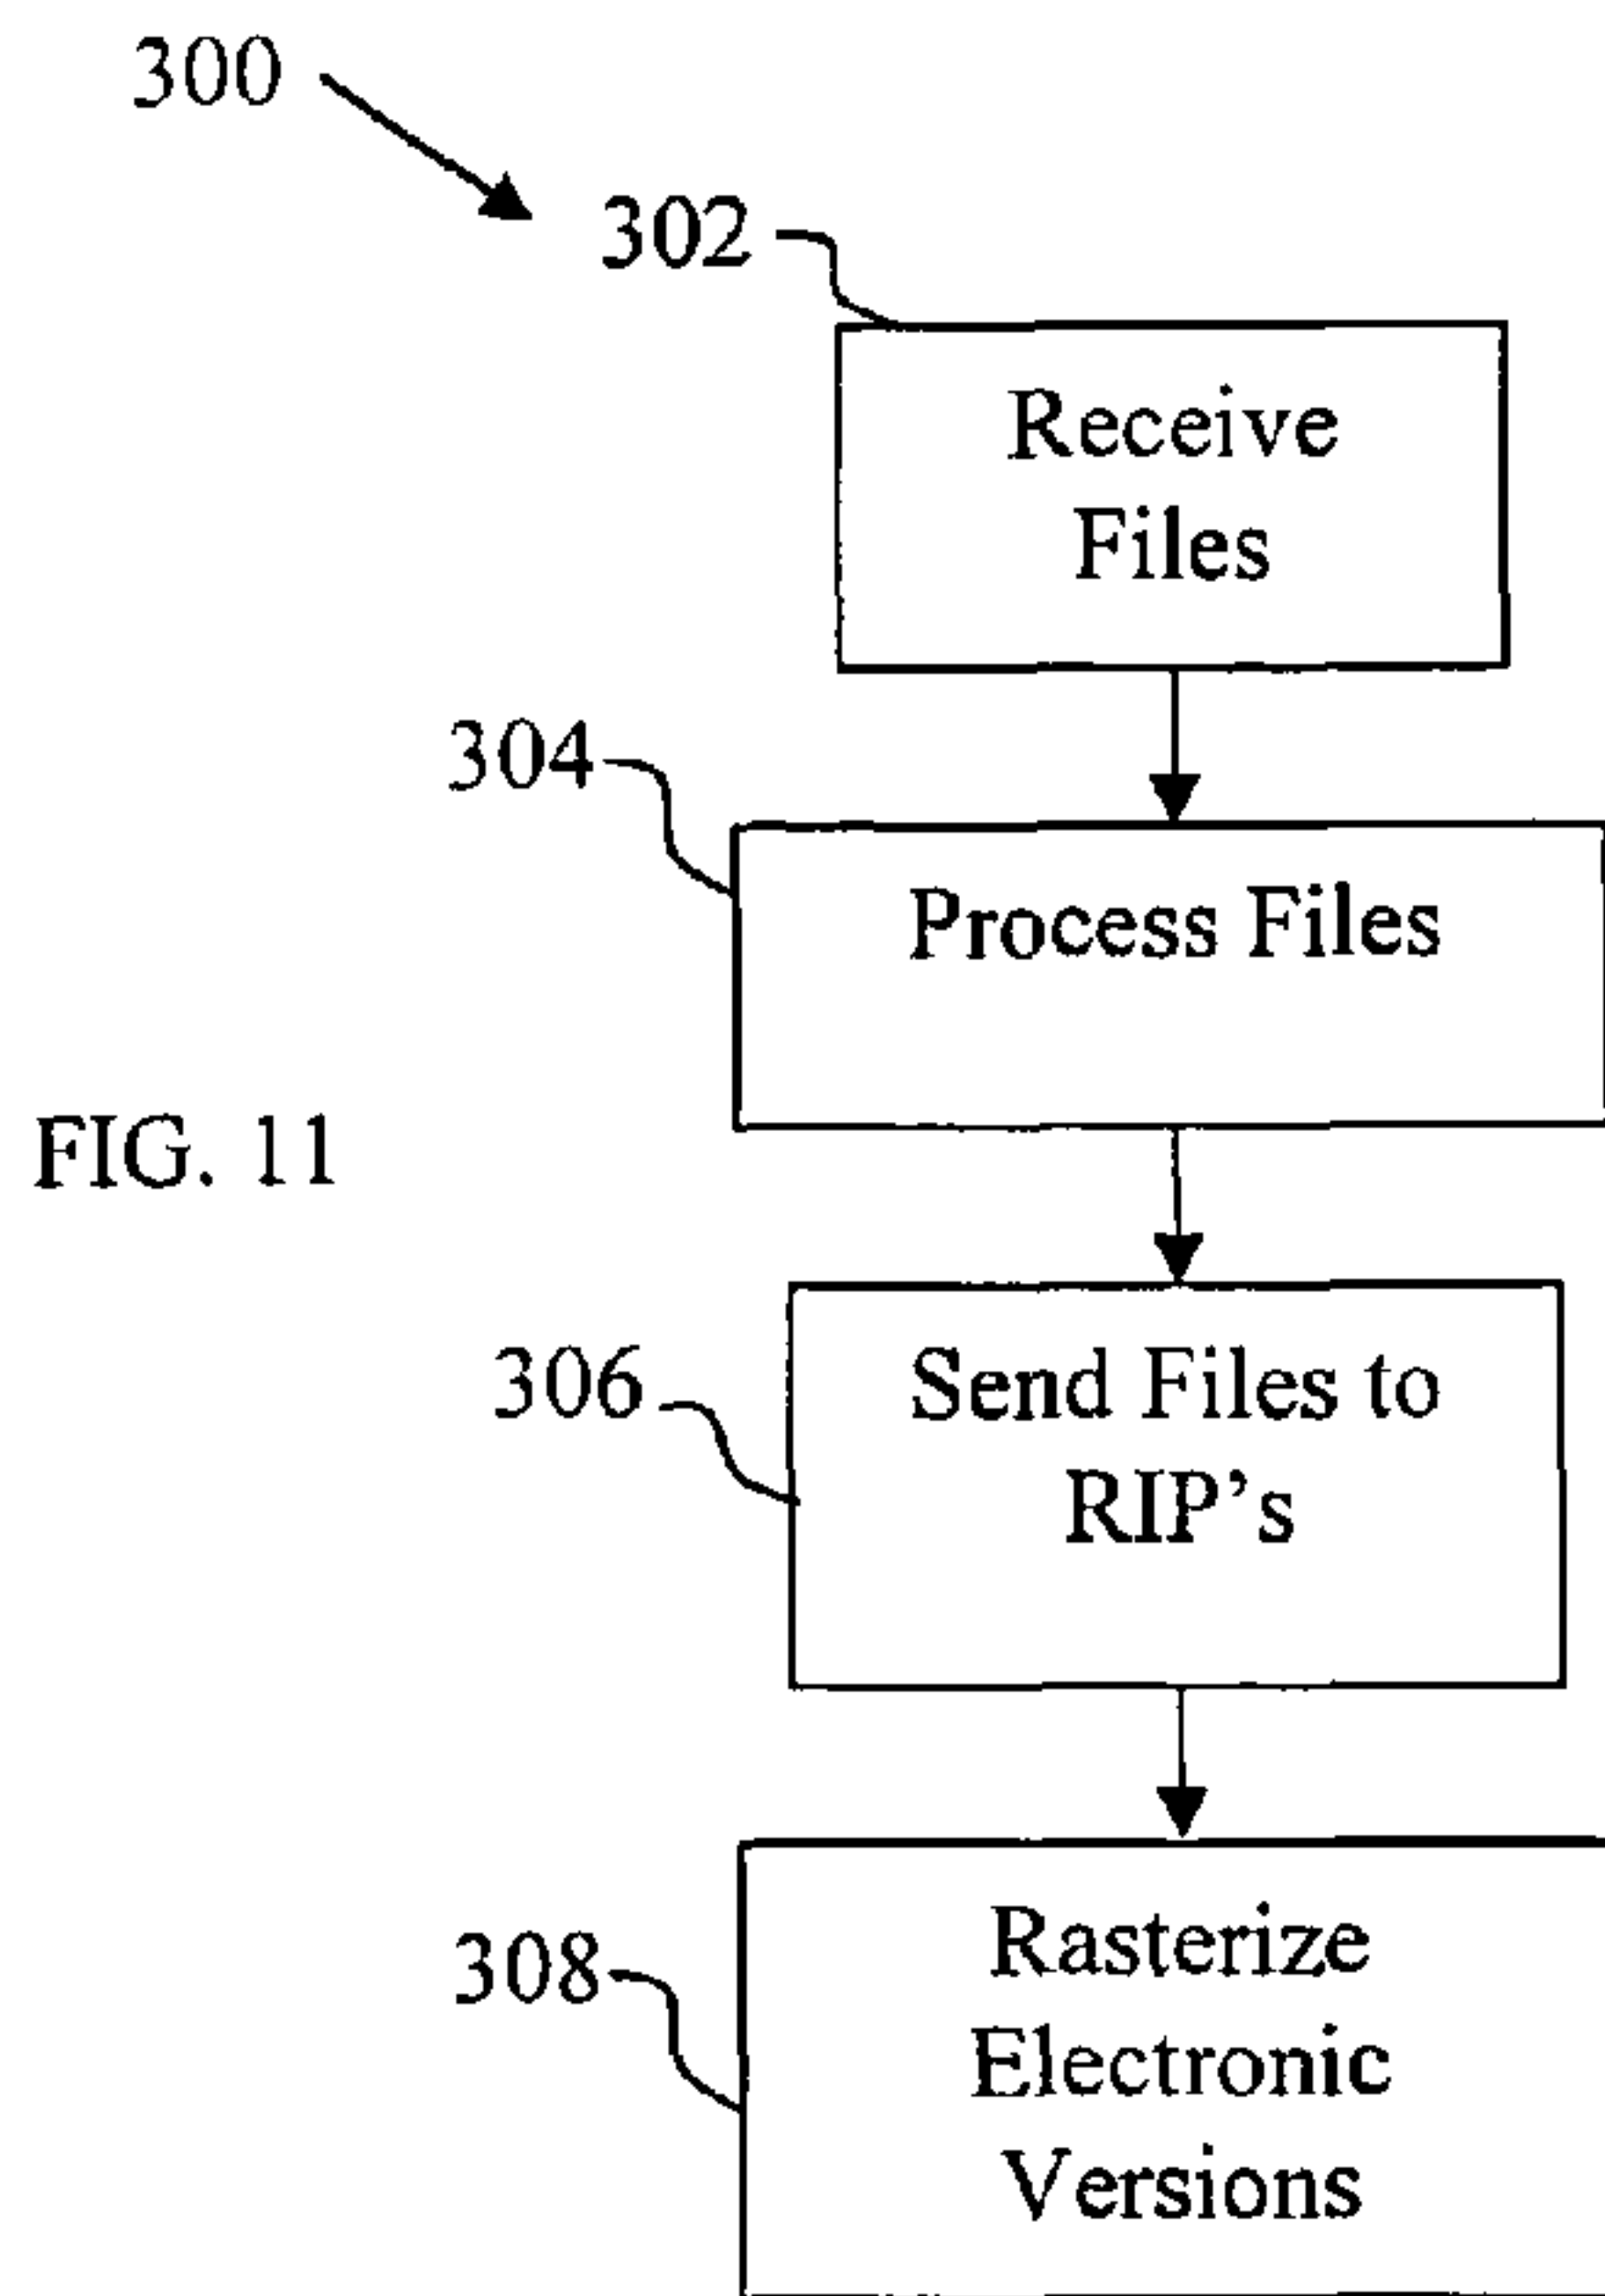 300
302
Receive
Files
304
Process Files
FIG. 11
306
Send Files to
RIP's
308
Rasterize
Electronic
Versions